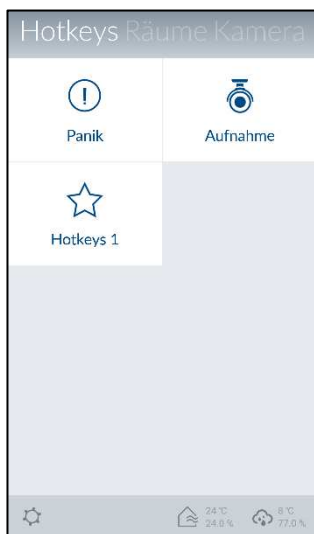 Hotkeys Räume Kamera
Panik Aufnahme
Hotkeys 1
24 °C 8 °C
24.0 % 77.0 %